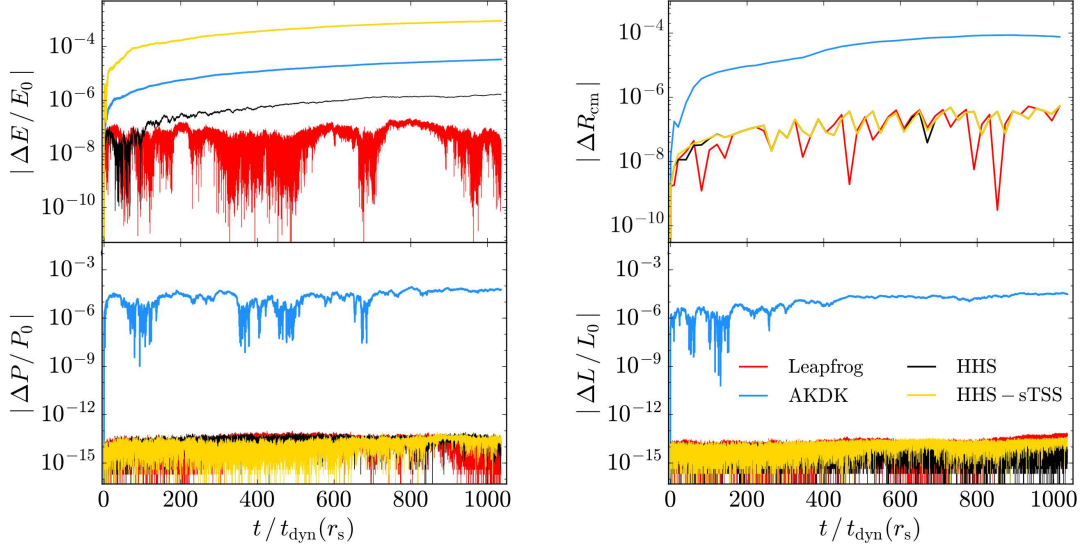 10⁻⁴
10⁻⁶
10⁻⁸
10⁻¹⁰
| ΔE / E₀ |
10⁻⁴
10⁻⁶
10⁻⁸
10⁻¹⁰
| ΔR_cm |
10⁻³
10⁻⁶
10⁻⁹
10⁻¹²
10⁻¹⁵
| ΔP / P₀ |
0 200 400 600 800 1000
t / t_dyn(r_s)
10⁻³
10⁻⁶
10⁻⁹
10⁻¹²
10⁻¹⁵
| ΔL / L₀ |
Leapfrog HHS
AKDK HHS − sTSS
0 200 400 600 800 1000
t / t_dyn(r_s)